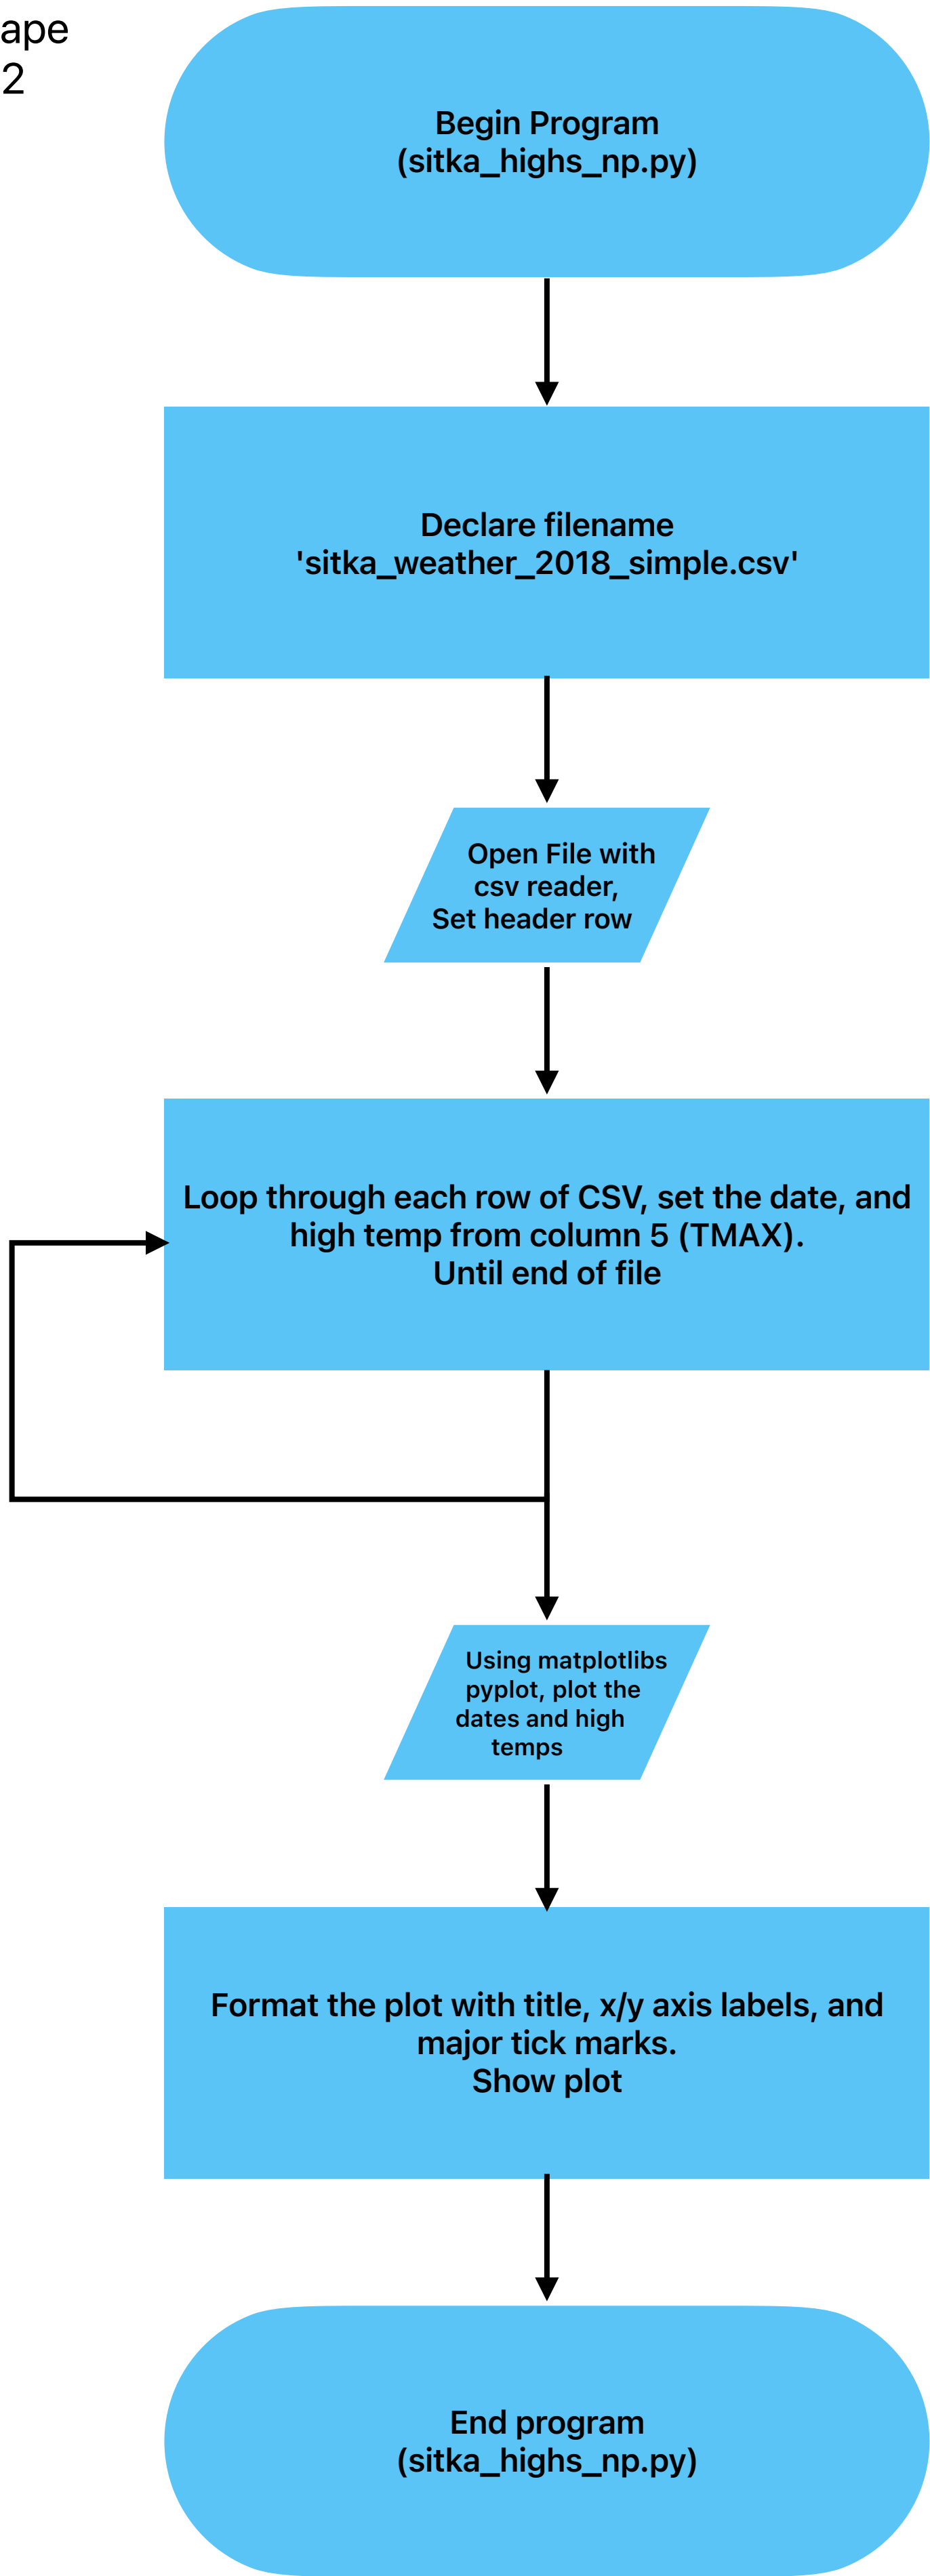 ape
2
Begin Program
(sitka_highs_np.py)
Declare filename
'sitka_weather_2018_simple.csv'
Open File with
csv reader,
Set header row
Loop through each row of CSV, set the date, and
high temp from column 5 (TMAX).
Until end of file
Using matplotlibs
pyplot, plot the
dates and high
temps
Format the plot with title, x/y axis labels, and
major tick marks.
Show plot
End program
(sitka_highs_np.py)